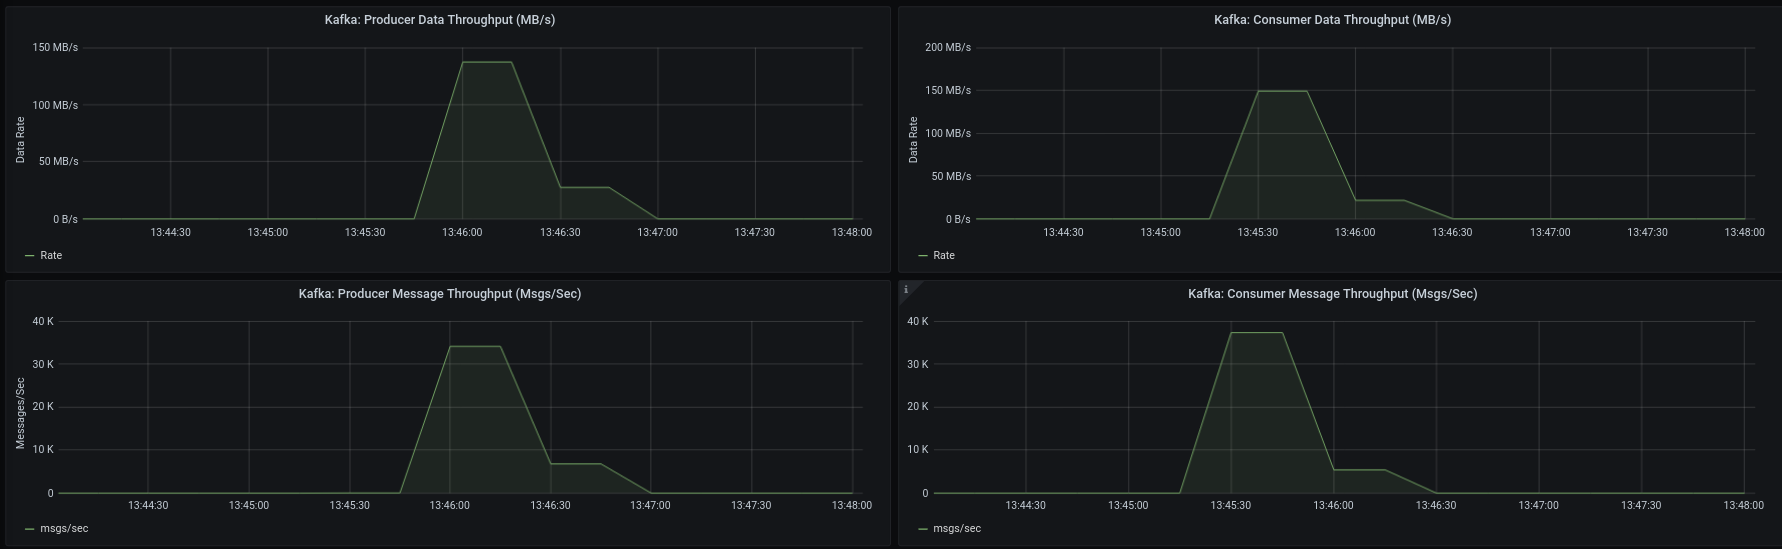 Kafka: Producer Data Throughput (MB/s)
150 MB/s
100 MB/s
50 MB/s
0 B/s
Data Rate
13:44:30 13:45:00 13:45:30 13:46:00 13:46:30 13:47:00 13:47:30 13:48:00
Rate
Kafka: Consumer Data Throughput (MB/s)
200 MB/s
150 MB/s
100 MB/s
50 MB/s
0 B/s
Data Rate
13:44:30 13:45:00 13:45:30 13:46:00 13:46:30 13:47:00 13:47:30 13:48:00
Rate
Kafka: Producer Message Throughput (Msgs/Sec)
40 K
30 K
20 K
10 K
0
Messages/Sec
13:44:30 13:45:00 13:45:30 13:46:00 13:46:30 13:47:00 13:47:30 13:48:00
msgs/sec
i
Kafka: Consumer Message Throughput (Msgs/Sec)
40 K
30 K
20 K
10 K
0
13:44:30 13:45:00 13:45:30 13:46:00 13:46:30 13:47:00 13:47:30 13:48:00
msgs/sec